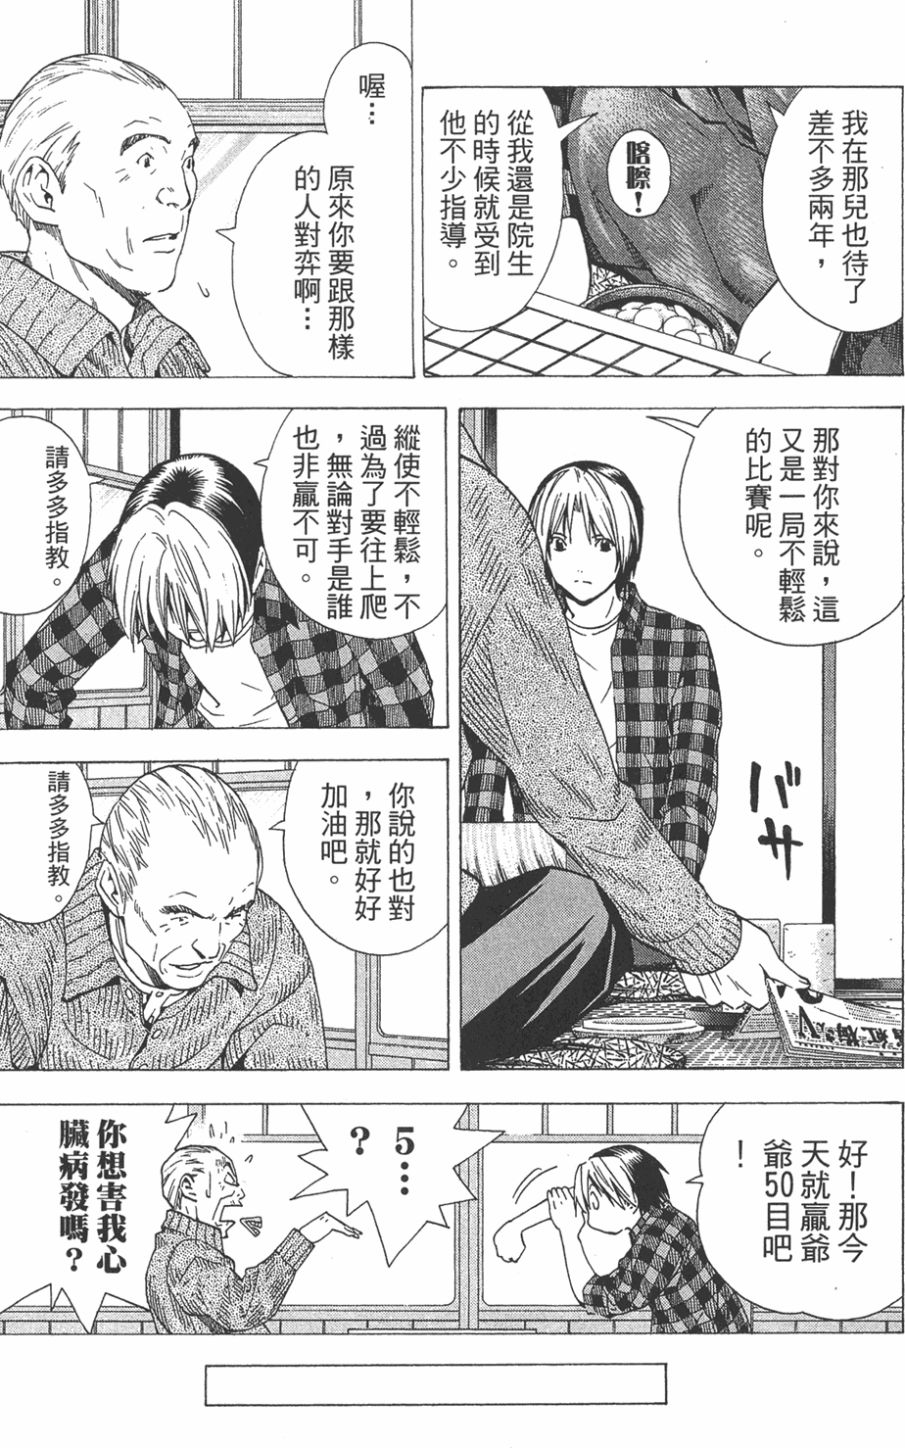 我在那兒也待了
差不多兩年，
喀嚓！
從我還是院生
的時候就受到
他不少指導。
喔…
原來你要跟那樣
的人對弈啊…
那對你來說，這
又是一局不輕鬆
的比賽呢。
バサ
縱使不輕鬆，不
過為了要往上爬
，無論對手是誰
也非贏不可。
請多多指教。
你說的也對
，那就好好
加油吧。
請多多指教。
好！那今
天就贏爺
爺50目吧
！
5…
？
你想害我心
臟病發嗎？